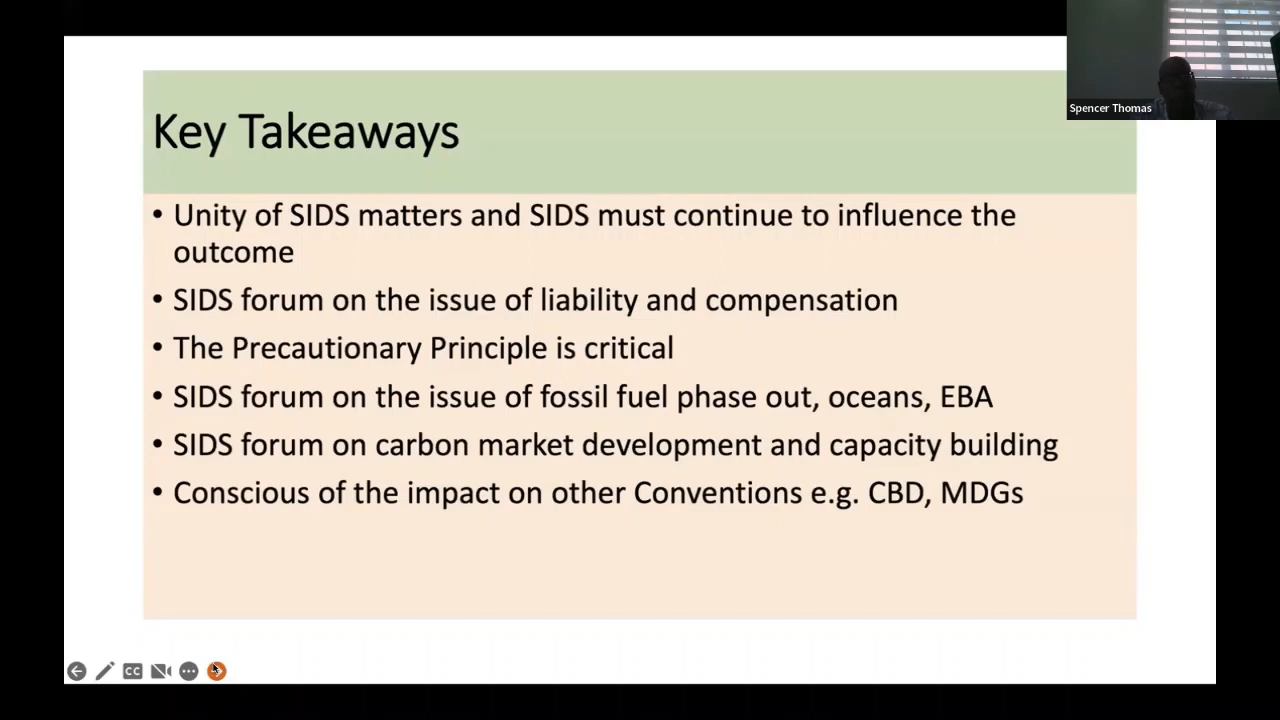 Spencer Thomas
Key Takeaways
• Unity of SIDS matters and SIDS must continue to influence the
outcome
• SIDS forum on the issue of liability and compensation
• The Precautionary Principle is critical
• SIDS forum on the issue of fossil fuel phase out, oceans, EBA
• SIDS forum on carbon market development and capacity building
• Conscious of the impact on other Conventions e.g. CBD, MDGs
CC